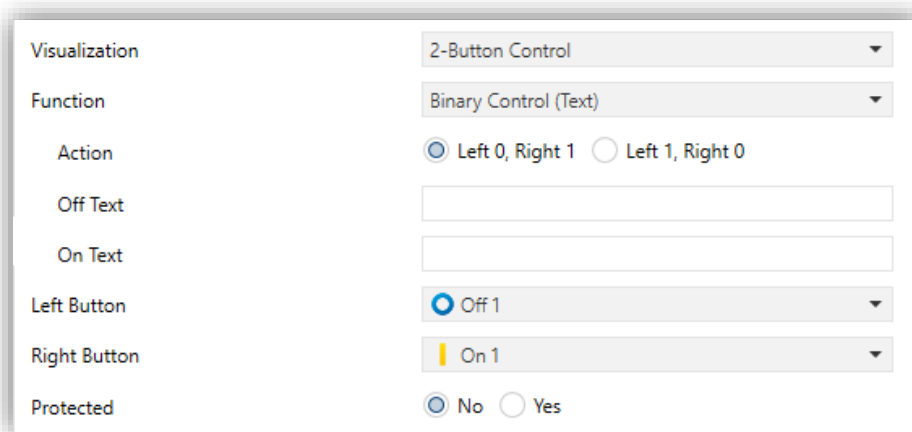 Visualization 2-Button Control
Function Binary Control (Text)
Action Left 0, Right 1 Left 1, Right 0
Off Text
On Text
Left Button Off 1
Right Button On 1
Protected No Yes